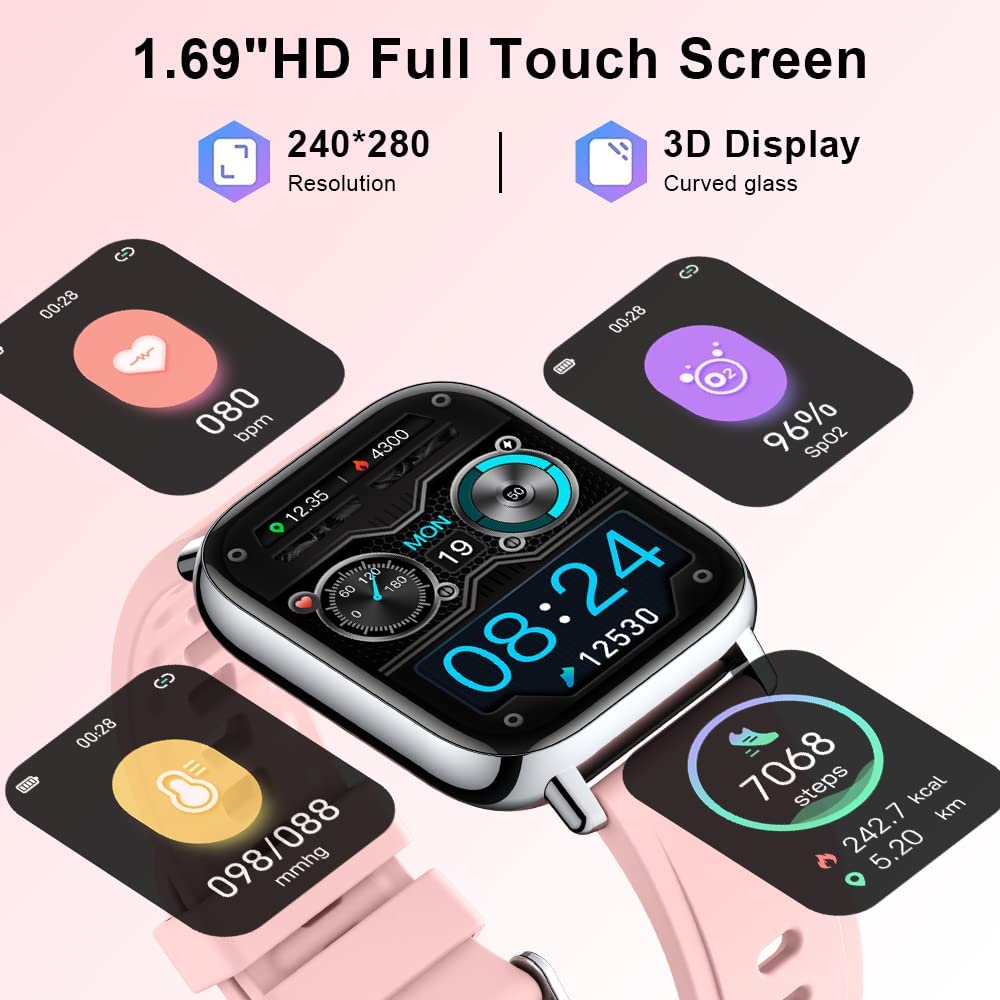 1.69"HD Full Touch Screen
240*280
Resolution
3D Display
Curved glass
00:28
080
bpm
00:28
O2
96%
SpO2
12.35 | 4300
MON
19
50
0 60 120 180
08:24
12530
00:28
098/088
mmhg
7068
steps
242.7 kcal
5.20 km